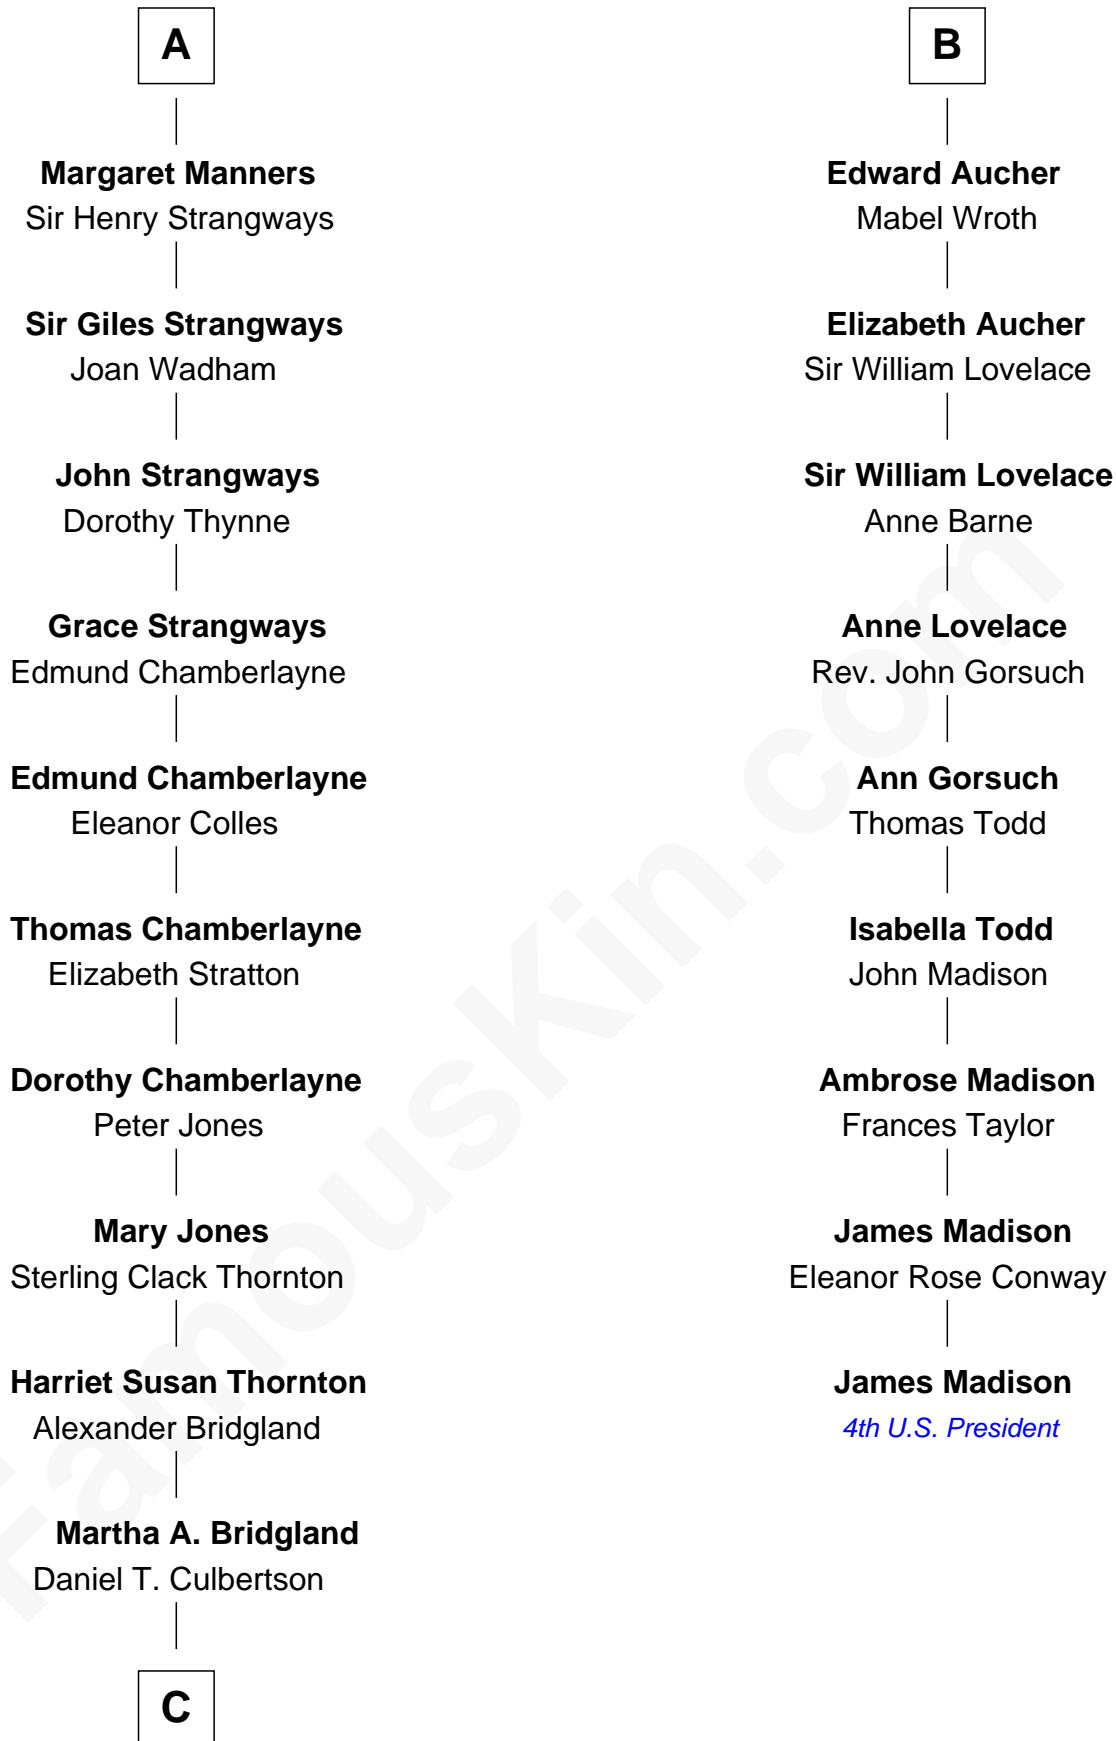 A
Margaret Manners
Sir Henry Strangways
Sir Giles Strangways
Joan Wadham
John Strangways
Dorothy Thynne
Grace Strangways
Edmund Chamberlayne
Edmund Chamberlayne
Eleanor Colles
Thomas Chamberlayne
Elizabeth Stratton
Dorothy Chamberlayne
Peter Jones
Mary Jones
Sterling Clack Thornton
Harriet Susan Thornton
Alexander Bridgland
Martha A. Bridgland
Daniel T. Culbertson
C
B
Edward Aucher
Mabel Wroth
Elizabeth Aucher
Sir William Lovelace
Sir William Lovelace
Anne Barne
Anne Lovelace
Rev. John Gorsuch
Ann Gorsuch
Thomas Todd
Isabella Todd
John Madison
Ambrose Madison
Frances Taylor
James Madison
Eleanor Rose Conway
James Madison
4th U.S. President
FamousKin.com